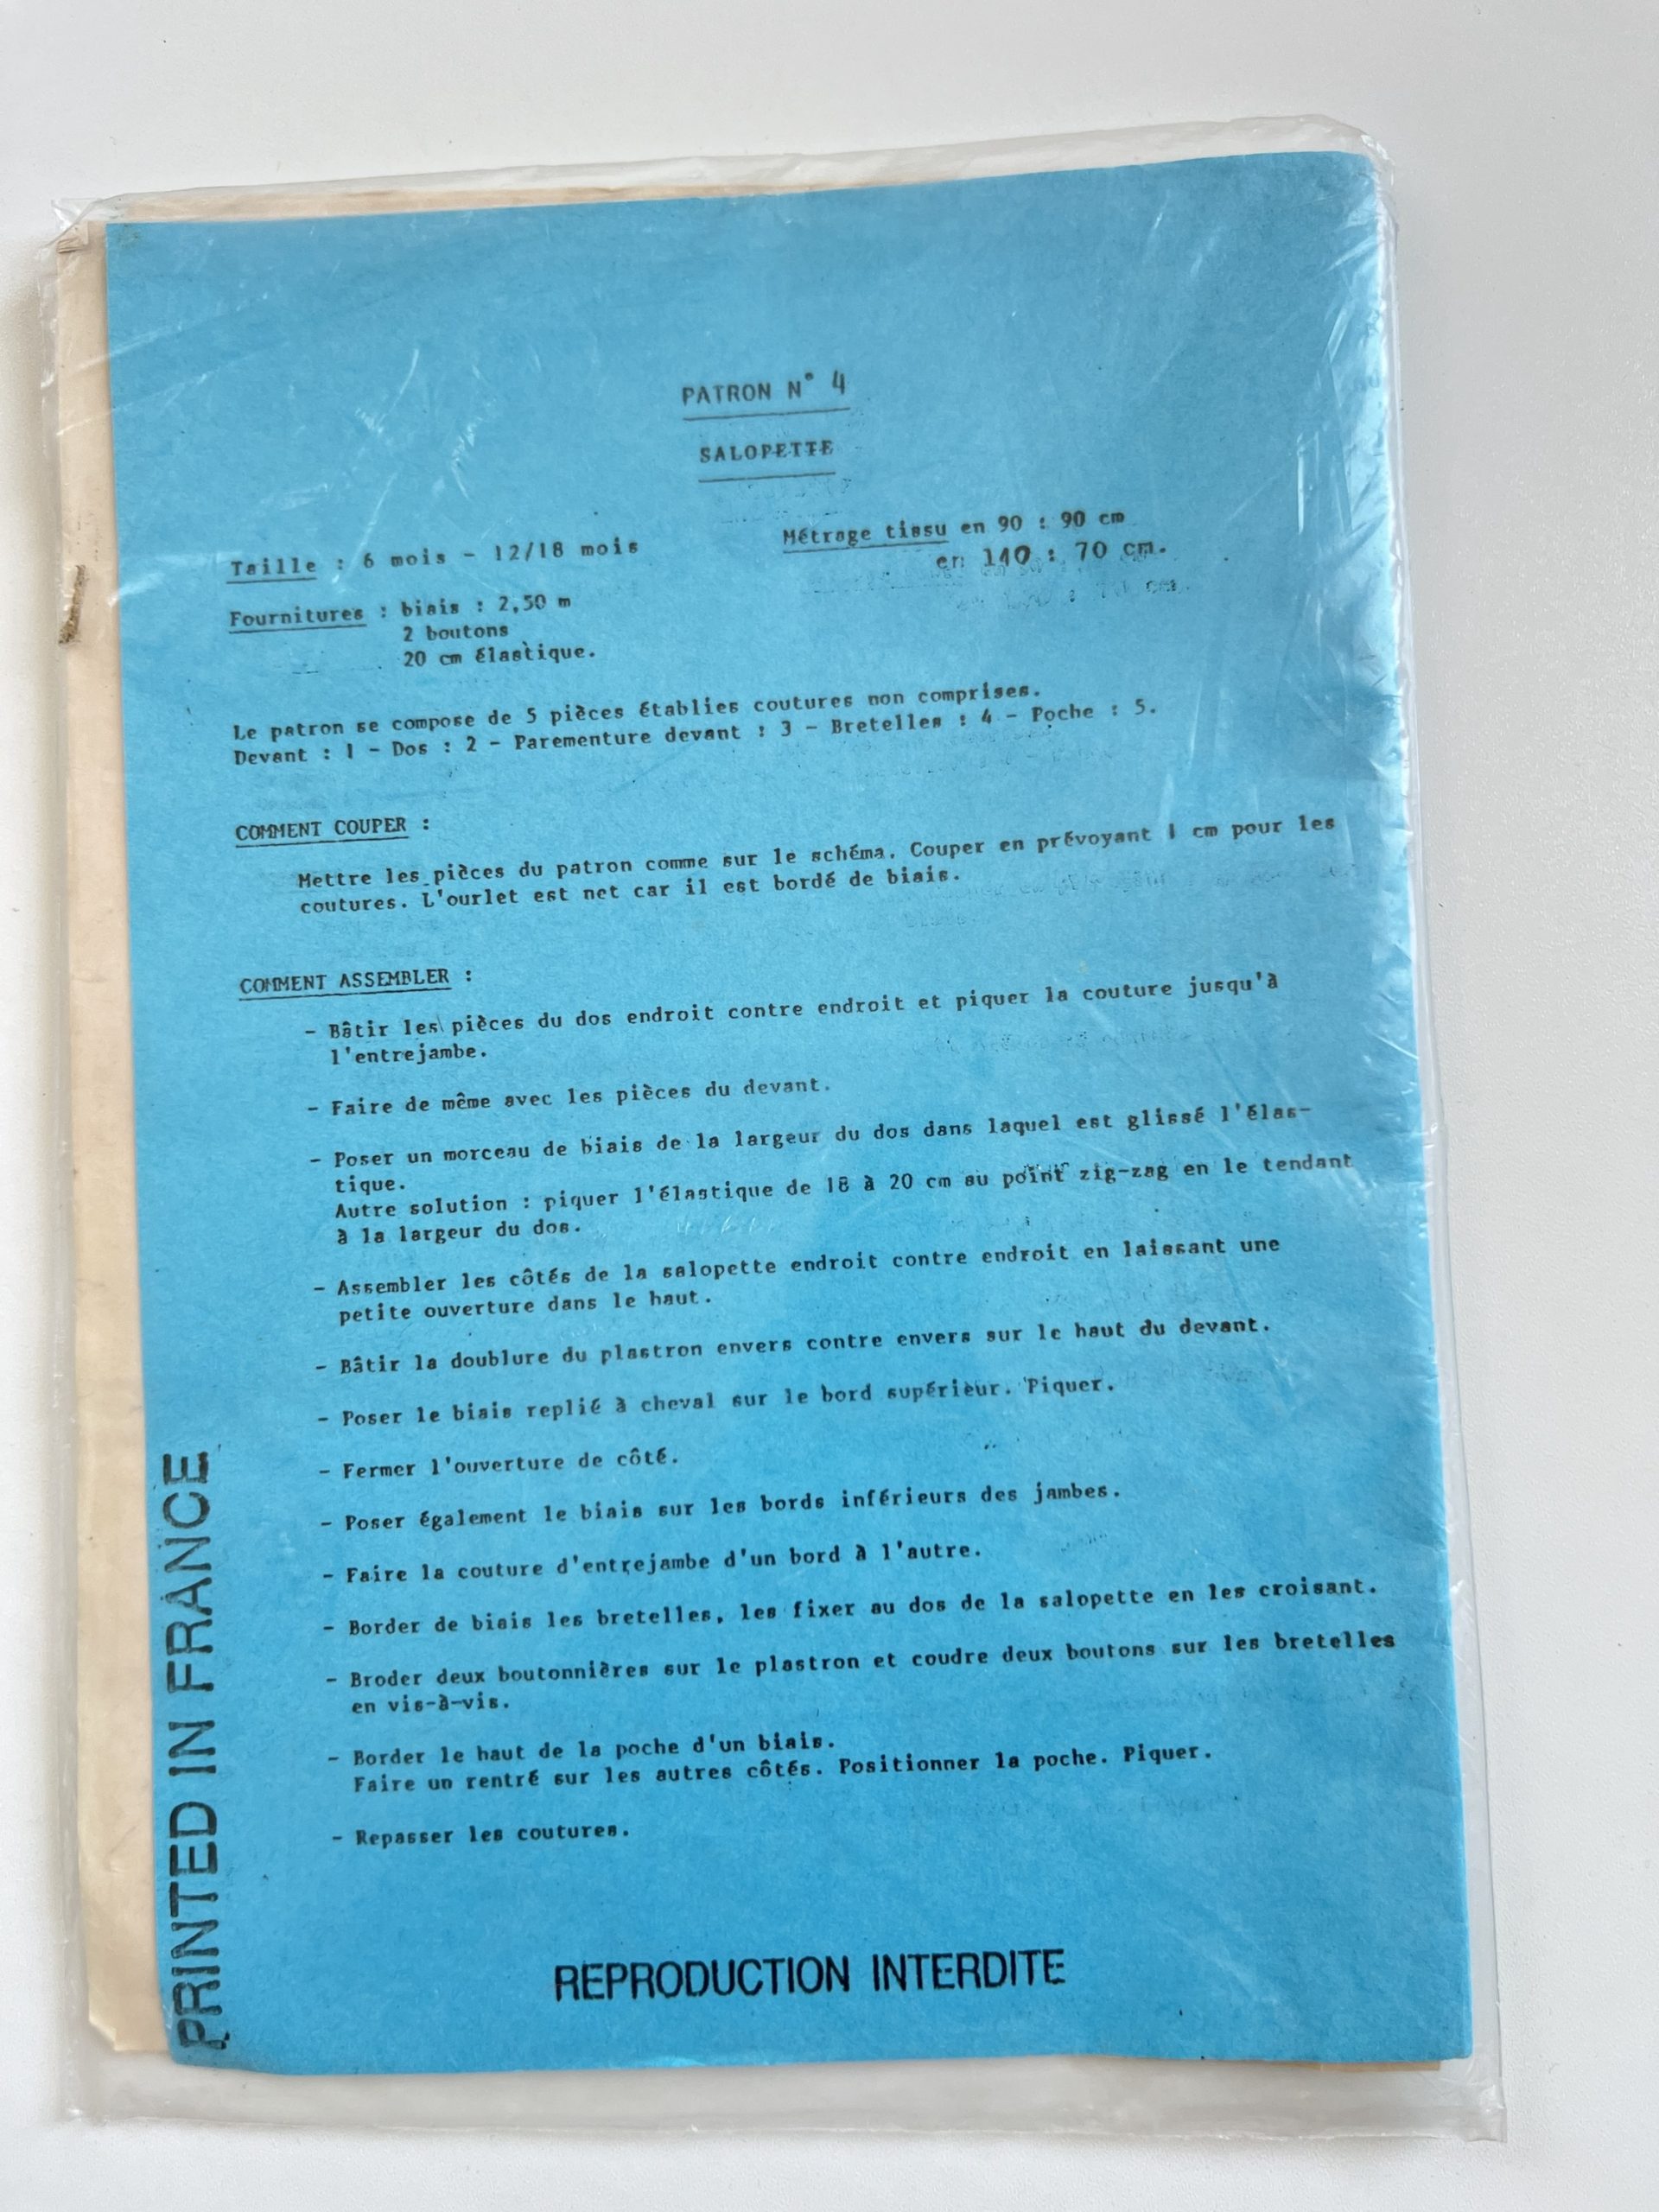 PATRON N° 4
SALOPETTE
Taille : 6 mois - 12/18 mois
Métrage tissu en 90 : 90 cm
en 140 : 70 cm.
Fournitures : biais : 2,50 m
2 boutons
20 cm élastique.
Le patron se compose de 5 pièces établies coutures non comprises.
Devant : 1 - Dos : 2 - Parementure devant : 3 - Bretelles : 4 - Poche : 5.
COMMENT COUPER :
Mettre les pièces du patron comme sur le schéma. Couper en prévoyant 1 cm pour les
coutures. L'ourlet est net car il est bordé de biais.
COMMENT ASSEMBLER :
- Bâtir les pièces du dos endroit contre endroit et piquer la couture jusqu'à
l'entrejambe.
- Faire de même avec les pièces du devant.
- Poser un morceau de biais de la largeur du dos dans laquel est glissé l'élas-
tique.
Autre solution : piquer l'élastique de 18 à 20 cm au point zig-zag en le tendant
à la largeur du dos.
- Assembler les côtés de la salopette endroit contre endroit en laissant une
petite ouverture dans le haut.
- Bâtir la doublure du plastron envers contre envers sur le haut du devant.
- Poser le biais replié à cheval sur le bord supérieur. Piquer.
- Fermer l'ouverture de côté.
- Poser également le biais sur les bords inférieurs des jambes.
- Faire la couture d'entrejambe d'un bord à l'autre.
- Border de biais les bretelles, les fixer au dos de la salopette en les croisant.
- Broder deux boutonnières sur le plastron et coudre deux boutons sur les bretelles
en vis-à-vis.
- Border le haut de la poche d'un biais.
Faire un rentré sur les autres côtés. Positionner la poche. Piquer.
- Repasser les coutures.
PRINTED IN FRANCE
REPRODUCTION INTERDITE